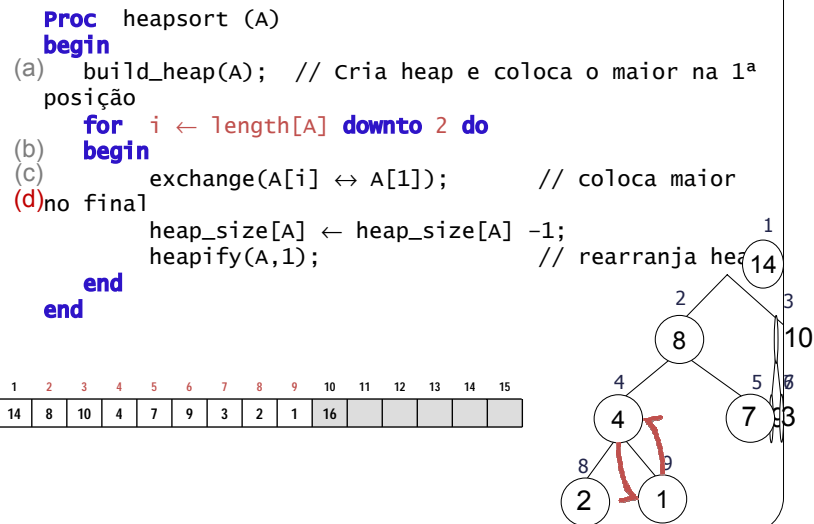 Proc heapsort (A)
begin
(a) build_heap(A); // Cria heap e coloca o maior na 1ª
posição
for i ← length[A] downto 2 do
(b) begin
(c) exchange(A[i] ↔ A[1]); // coloca maior
(d) no final
heap_size[A] ← heap_size[A] –1;
heapify(A,1); // rearranja hea
end
end
1
14
2 3
8 10
4 5 6 7
4 7 9 3
8 9
2 1
1 2 3 4 5 6 7 8 9 10 11 12 13 14 15
14 8 10 4 7 9 3 2 1 16